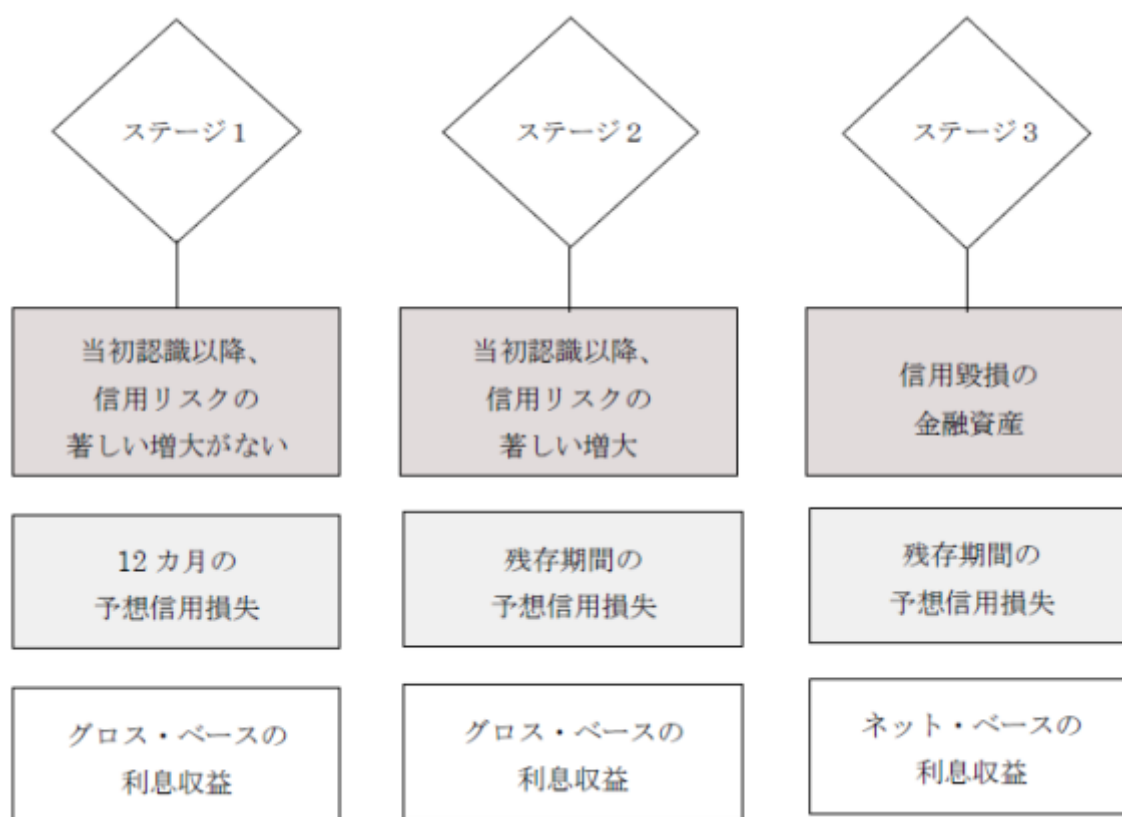 ステージ1
ステージ2
ステージ3
当初認識以降、
信用リスクの
著しい増大がない
当初認識以降、
信用リスクの
著しい増大
信用毀損の
金融資産
12カ月の
予想信用損失
残存期間の
予想信用損失
残存期間の
予想信用損失
グロス・ベースの
利息収益
グロス・ベースの
利息収益
ネット・ベースの
利息収益